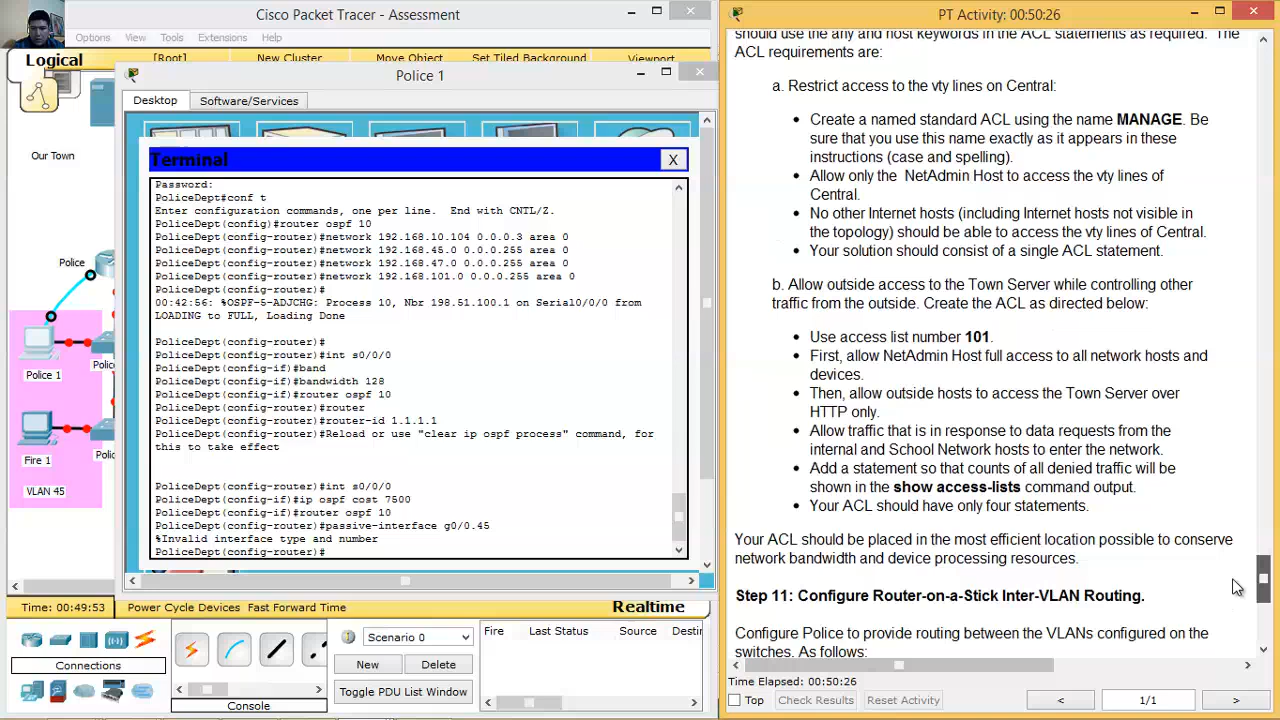 Cisco Packet Tracer - Assessment
Options View Tools Extensions Help
Logical [Root] New Cluster Move Object Set Tiled Background Viewport
Our Town
Police
Police 1
Fire 1
VLAN 45
Police 1
Desktop Software/Services
Terminal X
Password:
PoliceDept#conf t
Enter configuration commands, one per line. End with CNTL/Z.
PoliceDept(config)#router ospf 10
PoliceDept(config-router)#network 192.168.10.104 0.0.0.3 area 0
PoliceDept(config-router)#network 192.168.45.0 0.0.0.255 area 0
PoliceDept(config-router)#network 192.168.47.0 0.0.0.255 area 0
PoliceDept(config-router)#network 192.168.101.0 0.0.0.255 area 0
PoliceDept(config-router)#
00:42:56: %OSPF-5-ADJCHG: Process 10, Nbr 198.51.100.1 on Serial0/0/0 from
LOADING to FULL, Loading Done
PoliceDept(config-router)#
PoliceDept(config-router)#int s0/0/0
PoliceDept(config-if)#band
PoliceDept(config-if)#bandwidth 128
PoliceDept(config-if)#router ospf 10
PoliceDept(config-router)#router
PoliceDept(config-router)#router-id 1.1.1.1
PoliceDept(config-router)#Reload or use "clear ip ospf process" command, for
this to take effect
PoliceDept(config-router)#int s0/0/0
PoliceDept(config-if)#ip ospf cost 7500
PoliceDept(config-if)#router ospf 10
PoliceDept(config-router)#passive-interface g0/0.45
%Invalid interface type and number
PoliceDept(config-router)#
Time: 00:49:53 Power Cycle Devices Fast Forward Time Realtime
Connections
Console
Scenario 0
New Delete
Toggle PDU List Window
Fire Last Status Source Destin
PT Activity: 00:50:26
should use the any and host keywords in the ACL statements as required. The
ACL requirements are:
a. Restrict access to the vty lines on Central:
• Create a named standard ACL using the name MANAGE. Be
sure that you use this name exactly as it appears in these
instructions (case and spelling).
• Allow only the NetAdmin Host to access the vty lines of
Central.
• No other Internet hosts (including Internet hosts not visible in
the topology) should be able to access the vty lines of Central.
• Your solution should consist of a single ACL statement.
b. Allow outside access to the Town Server while controlling other
traffic from the outside. Create the ACL as directed below:
• Use access list number 101.
• First, allow NetAdmin Host full access to all network hosts and
devices.
• Then, allow outside hosts to access the Town Server over
HTTP only.
• Allow traffic that is in response to data requests from the
internal and School Network hosts to enter the network.
• Add a statement so that counts of all denied traffic will be
shown in the show access-lists command output.
• Your ACL should have only four statements.
Your ACL should be placed in the most efficient location possible to conserve
network bandwidth and device processing resources.
Step 11: Configure Router-on-a-Stick Inter-VLAN Routing.
Configure Police to provide routing between the VLANs configured on the
switches. As follows:
Time Elapsed: 00:50:26
Top Check Results Reset Activity < 1/1 >